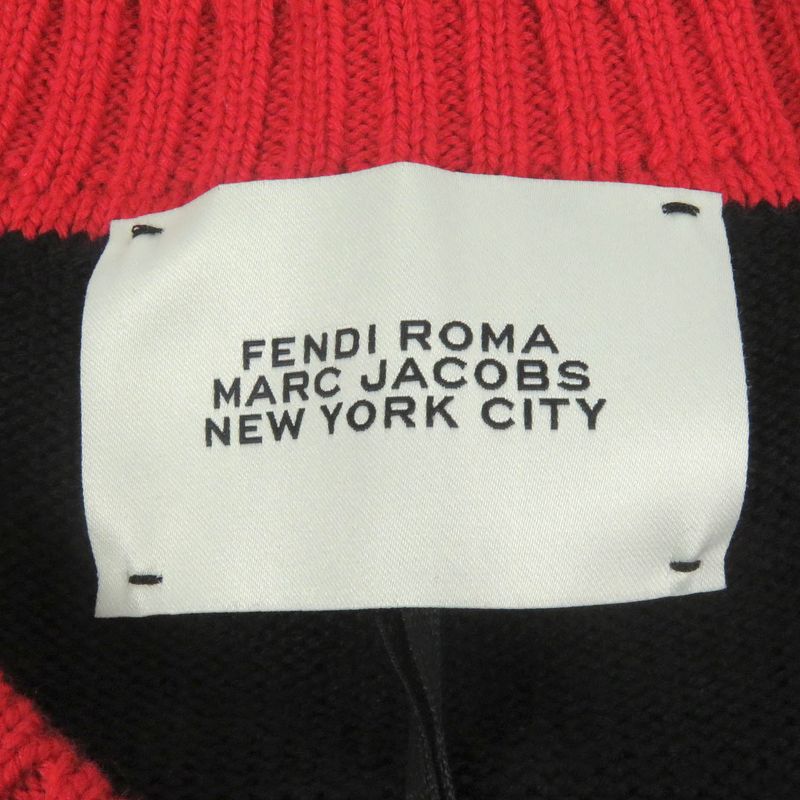 FENDI ROMA
MARC JACOBS
NEW YORK CITY